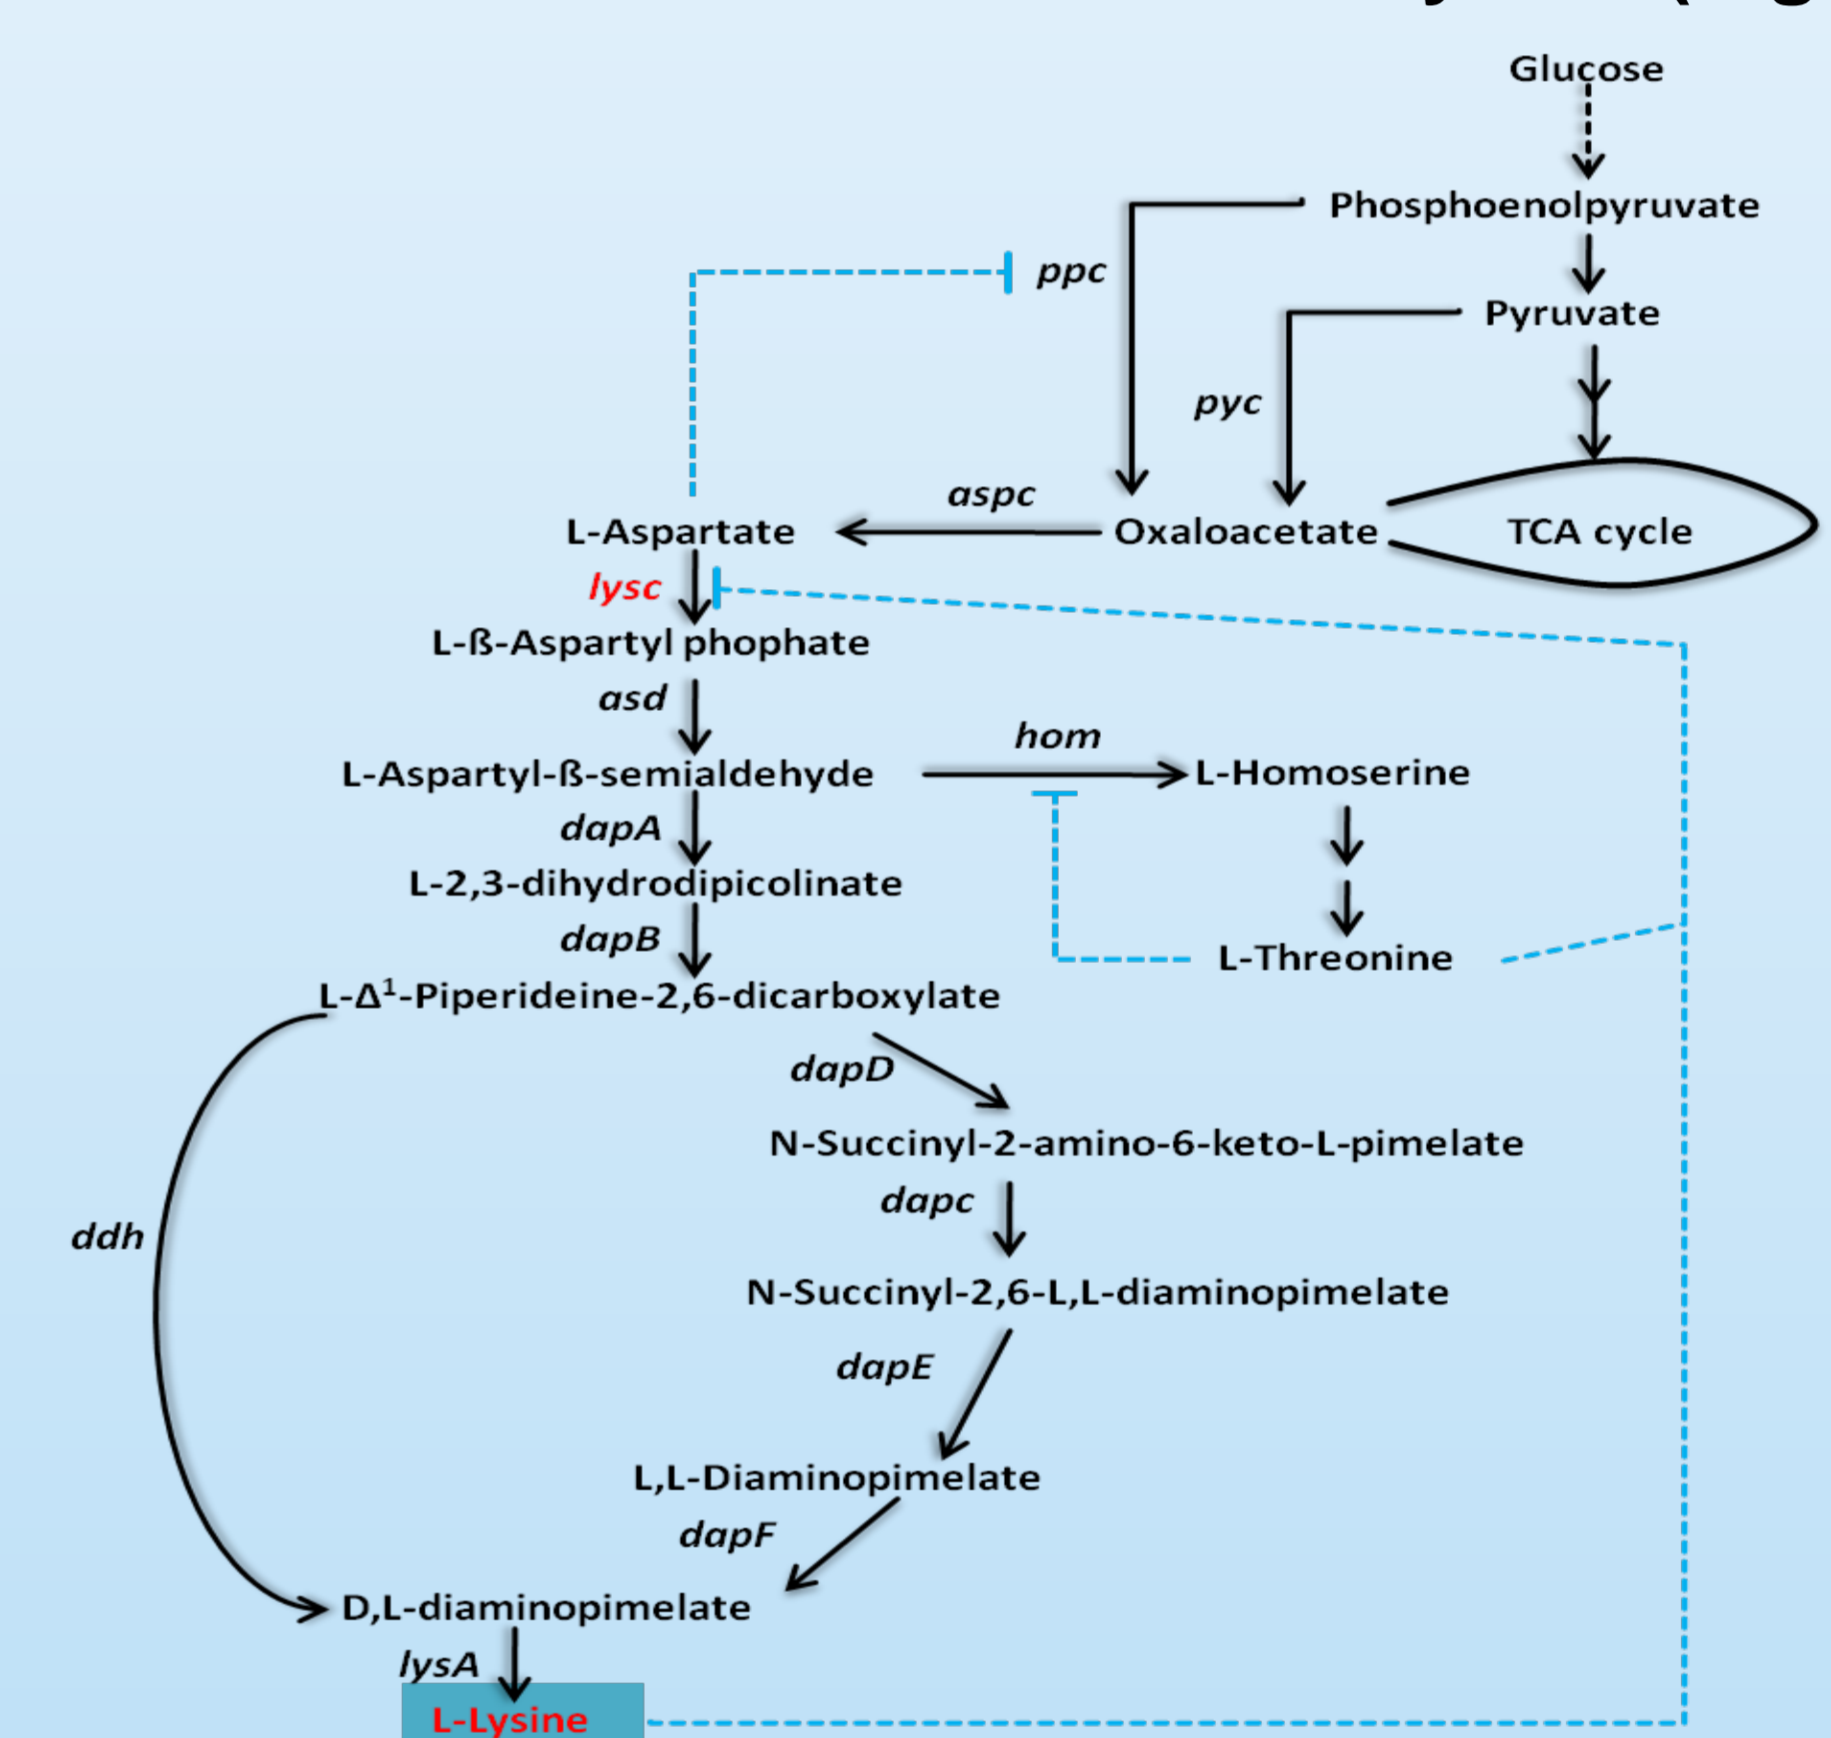 Glucose
Phosphoenolpyruvate
ppc
Pyruvate
pyc
aspc
L-Aspartate
Oxaloacetate
TCA cycle
lysc
L-ß-Aspartyl phophate
asd
hom
L-Aspartyl-ß-semialdehyde
L-Homoserine
dapA
L-2,3-dihydrodipicolinate
dapB
L-Threonine
L-Δ¹-Piperideine-2,6-dicarboxylate
dapD
N-Succinyl-2-amino-6-keto-L-pimelate
dapc
ddh
N-Succinyl-2,6-L,L-diaminopimelate
dapE
L,L-Diaminopimelate
dapF
D,L-diaminopimelate
lysA
L-Lysine